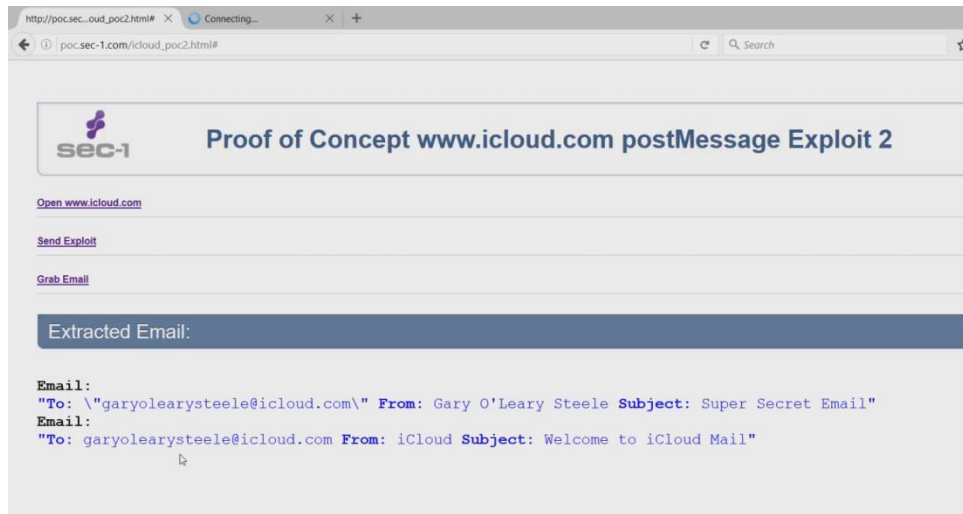 http://poc.sec...oud_poc2.html# Connecting...
poc.sec-1.com/icloud_poc2.html# Search
sec-1
Proof of Concept www.icloud.com postMessage Exploit 2
Open www.icloud.com
Send Exploit
Grab Email
Extracted Email:
Email:
"To: \"garyolearysteele@icloud.com\" From: Gary O'Leary Steele Subject: Super Secret Email"
Email:
"To: garyolearysteele@icloud.com From: iCloud Subject: Welcome to iCloud Mail"